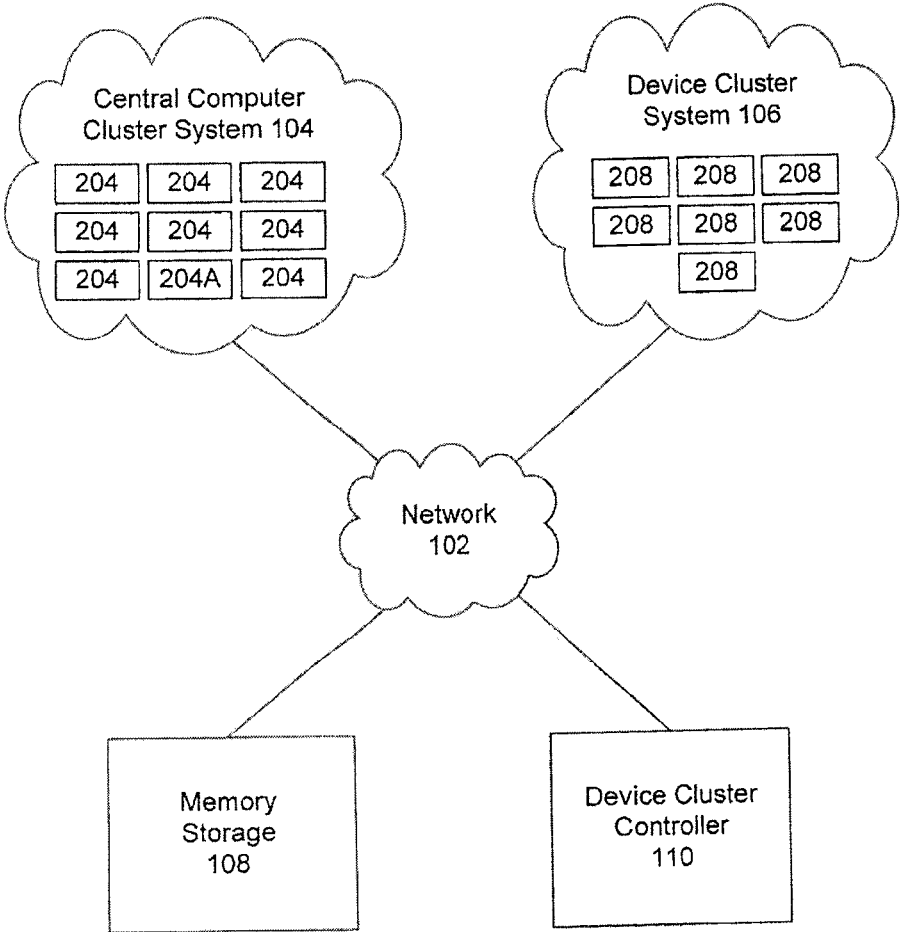 Central Computer
Cluster System 104
204 204 204
204 204 204
204 204A 204
Device Cluster
System 106
208 208 208
208 208 208
208
Network
102
Memory
Storage
108
Device Cluster
Controller
110